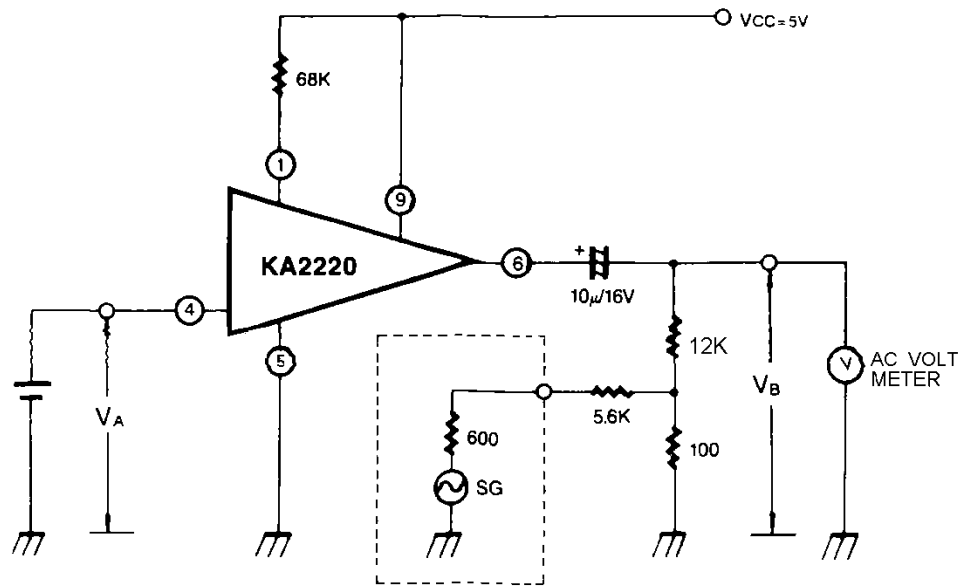 VCC=5V
68K
1
9
KA2220
6
+
10μ/16V
4
12K
5
V
AC VOLT
METER
VA
VB
5.6K
600
100
SG